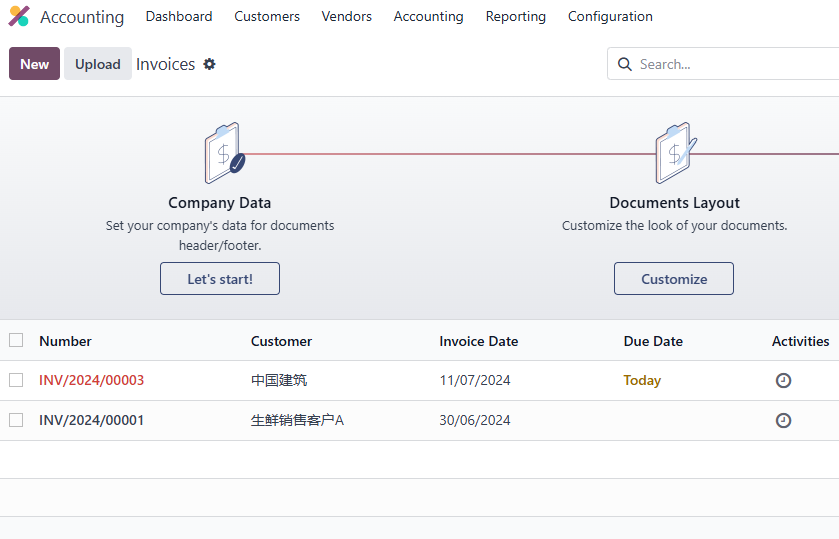 Accounting Dashboard Customers Vendors Accounting Reporting Configuration
New Upload Invoices Search...
Company Data
Set your company's data for documents
header/footer.
Let's start!
Documents Layout
Customize the look of your documents.
Customize
Number Customer Invoice Date Due Date Activities
INV/2024/00003 中国建筑 11/07/2024 Today
INV/2024/00001 生鲜销售客户A 30/06/2024